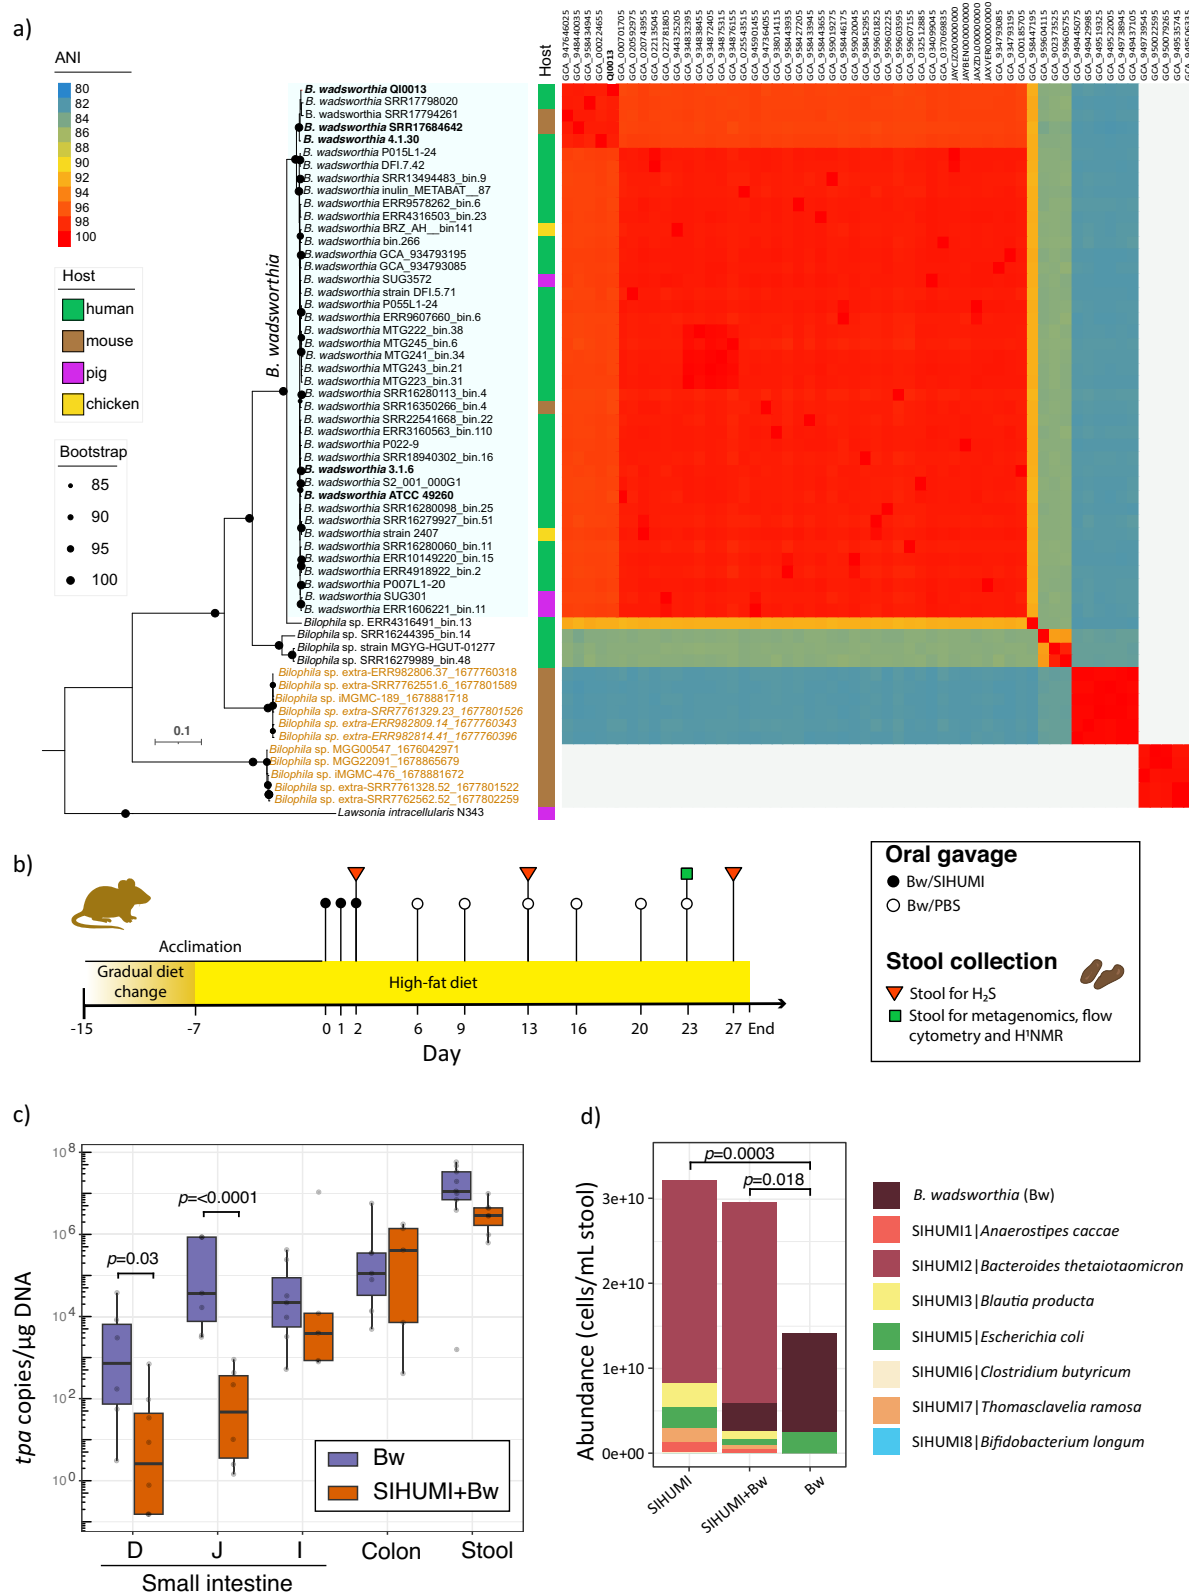 a)
ANI
80
82
84
86
88
90
92
94
96
98
100
Host
human
mouse
pig
chicken
Bootstrap
85
90
95
100
Host
B. wadsworthia
B. wadsworthia QI0013
B. wadsworthia SRR17798020
B. wadsworthia SRR17794261
B. wadsworthia SRR17684642
B. wadsworthia 4.1.30
B. wadsworthia P015L1-24
B. wadsworthia DFI.7.42
B. wadsworthia SRR13494483_bin.9
B. wadsworthia inulin_METABAT__87
B. wadsworthia ERR9578262_bin.6
B. wadsworthia ERR4316503_bin.23
B. wadsworthia BRZ_AH__bin141
B. wadsworthia bin.266
B.wadsworthia GCA_934793195
B. wadsworthia GCA_934793085
B. wadsworthia SUG3572
B. wadsworthia strain DFI.5.71
B. wadsworthia P055L1-24
B. wadsworthia ERR9607660_bin.6
B. wadsworthia MTG222_bin.38
B. wadsworthia MTG245_bin.6
B. wadsworthia MTG241_bin.34
B. wadsworthia MTG243_bin.21
B. wadsworthia MTG223_bin.31
B. wadsworthia SRR16280113_bin.4
B. wadsworthia SRR16350266_bin.4
B. wadsworthia SRR22541668_bin.22
B. wadsworthia ERR3160563_bin.110
B. wadsworthia P022-9
B. wadsworthia SRR18940302_bin.16
B. wadsworthia 3.1.6
B. wadsworthia S2_001_000G1
B. wadsworthia ATCC 49260
B. wadsworthia SRR16280098_bin.25
B. wadsworthia SRR16279927_bin.51
B. wadsworthia strain 2407
B. wadsworthia SRR16280060_bin.11
B. wadsworthia ERR10149220_bin.15
B. wadsworthia ERR4918922_bin.2
B. wadsworthia P007L1-20
B. wadsworthia SUG301
B. wadsworthia ERR1606221_bin.11
Bilophila sp. ERR4316491_bin.13
Bilophila sp. SRR16244395_bin.14
Bilophila sp. strain MGYG-HGUT-01277
Bilophila sp. SRR16279989_bin.48
Bilophila sp. extra-ERR982806.37_1677760318
Bilophila sp. extra-SRR7762551.6_1677801589
Bilophila sp. iMGMC-189_1678881718
Bilophila sp. extra-SRR7761329.23_1677801526
Bilophila sp. extra-ERR982809.14_1677760343
Bilophila sp. extra-ERR982814.41_1677760396
Bilophila sp. MGG00547_1676042971
Bilophila sp. MGG22091_1678865679
Bilophila sp. iMGMC-476_1678881672
Bilophila sp. extra-SRR7761328.52_1677801522
Bilophila sp. extra-SRR7762562.52_1677802259
Lawsonia intracellularis N343
0.1
GCA_947646025
GCA_948640035
GCA_958434945
GCA_000224655
QI0013
GCA_000701705
b)
Acclimation
Gradual diet
change
High-fat diet
-15
-7
0
1
2
6
9
13
16
20
23
27
End
Day
Oral gavage
Bw/SIHUMI
Bw/PBS
Stool collection
Stool for H₂S
Stool for metagenomics, flow
cytometry and H¹NMR
c)
tpa copies/µg DNA
10⁸
10⁶
10⁴
10²
10⁰
p=0.03
p=<0.0001
Bw
SIHUMI+Bw
D
J
I
Colon
Stool
Small intestine
d)
Abundance (cells/mL stool)
3e+10
2e+10
1e+10
0e+00
p=0.0003
p=0.018
SIHUMI
SIHUMI+Bw
Bw
B. wadsworthia (Bw)
SIHUMI1|Anaerostipes caccae
SIHUMI2|Bacteroides thetaiotaomicron
SIHUMI3|Blautia producta
SIHUMI5|Escherichia coli
SIHUMI6|Clostridium butyricum
SIHUMI7|Thomasclavelia ramosa
SIHUMI8|Bifidobacterium longum